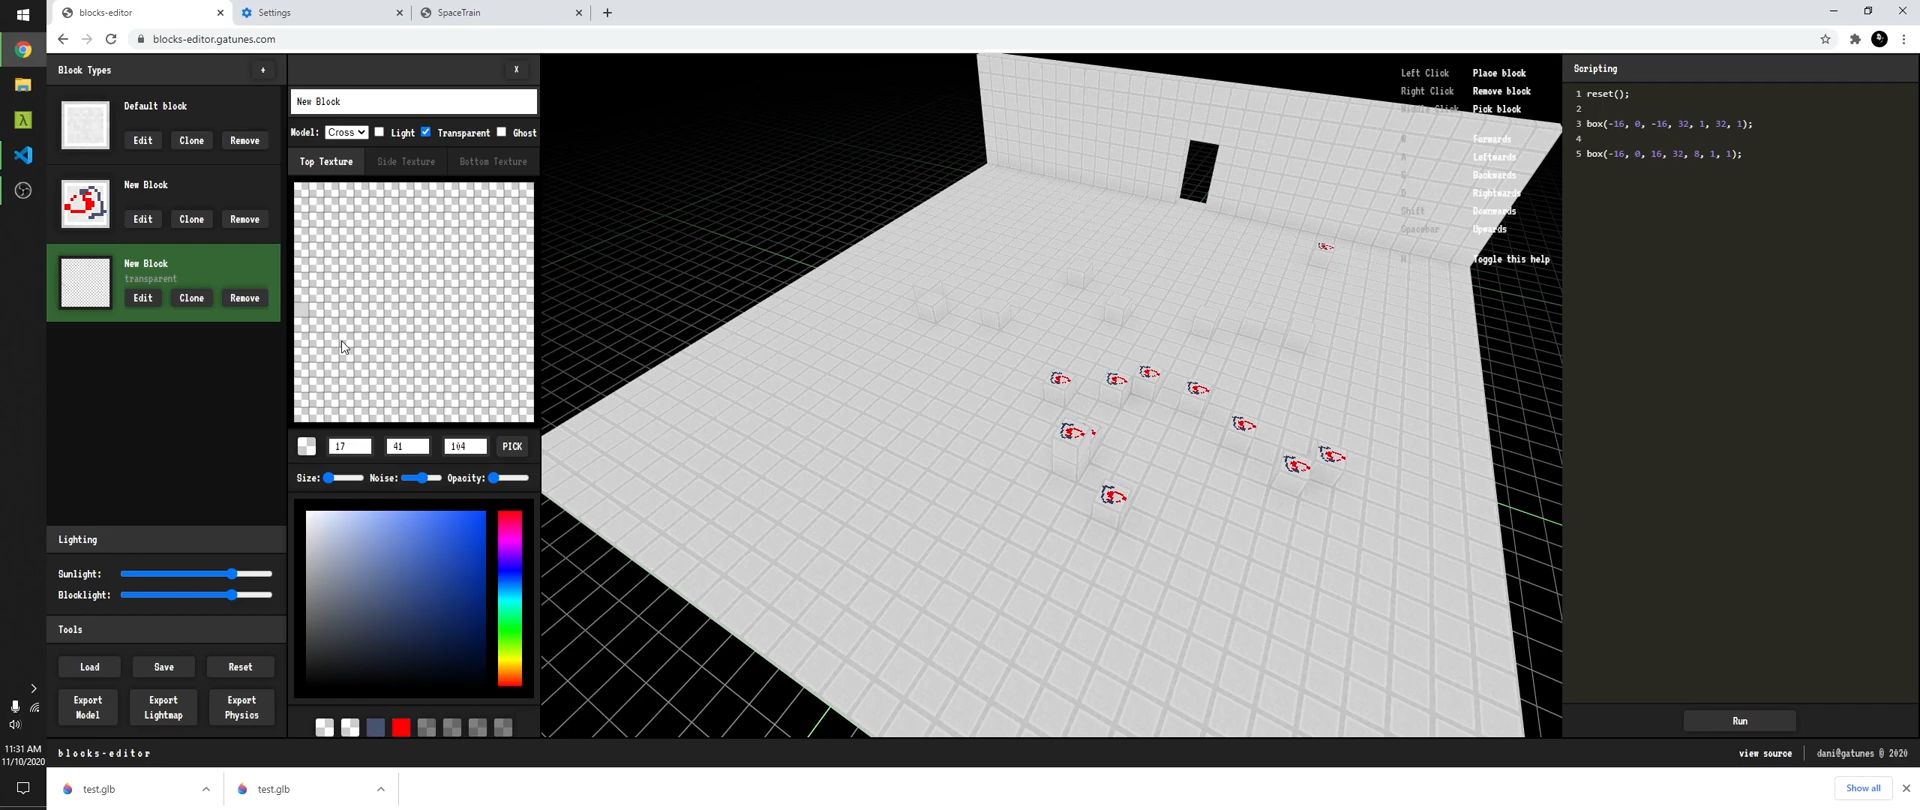 blocks-editor
Settings
SpaceTrain
blocks-editor.gatunes.com
Block Types
+
Default block
Edit Clone Remove
New Block
Edit Clone Remove
New Block
transparent
Edit Clone Remove
Lighting
Sunlight:
Blocklight:
Tools
Load Save Reset
Export Model
Export Lightmap
Export Physics
X
New Block
Model: Cross Light Transparent Ghost
Top Texture Side Texture Bottom Texture
17 41 104 PICK
Size: Noise: Opacity:
Left Click Place block
Right Click Remove block
Middle Click Pick block
W Forwards
A Leftwards
S Backwards
D Rightwards
Shift Downwards
Spacebar Upwards
H Toggle this help
Scripting
1 reset();
2
3 box(-16, 0, -16, 32, 1, 32, 1);
4
5 box(-16, 0, 16, 32, 8, 1, 1);
Run
blocks-editor
view source
dani@gatunes @ 2020
11:31 AM
11/10/2020
test.glb
test.glb
Show all